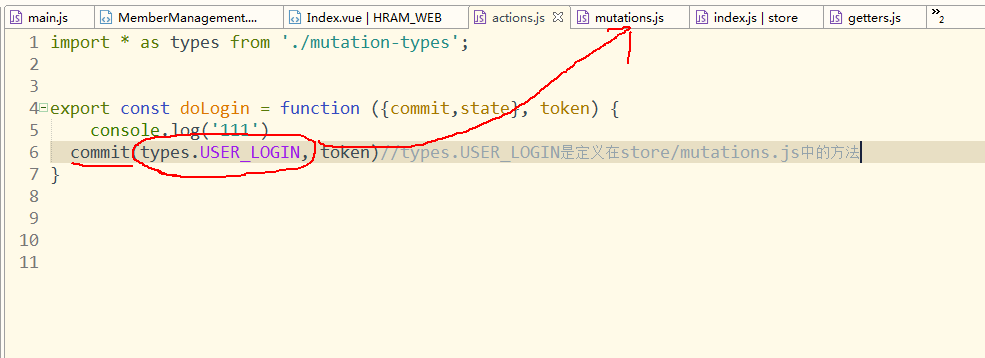 main.js MemberManagement.... Index.vue | HRAM_WEB actions.js mutations.js index.js | store getters.js »2
1 import * as types from './mutation-types';
2
3
4 export const doLogin = function ({commit,state}, token) {
5 console.log('111')
6 commit(types.USER_LOGIN, token)//types.USER_LOGIN是定义在store/mutations.js中的方法
7 }
8
9
10
11